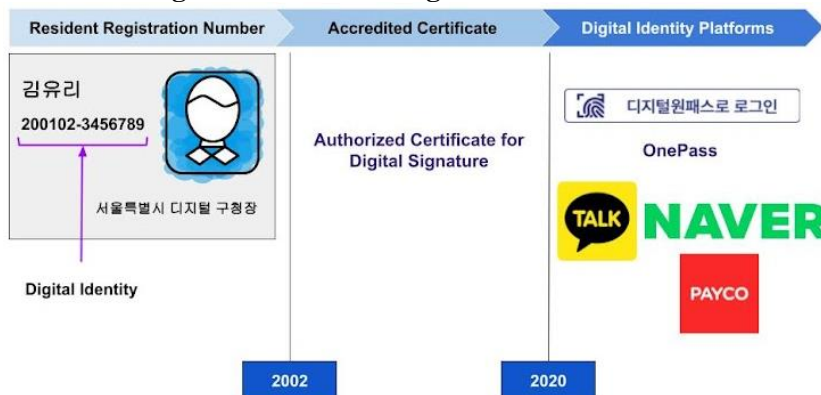 Resident Registration Number
Accredited Certificate
Digital Identity Platforms
김유리
200102-3456789
서울특별시 디지털 구청장
Digital Identity
Authorized Certificate for
Digital Signature
디지털원패스로 로그인
OnePass
TALK
NAVER
PAYCO
2002
2020